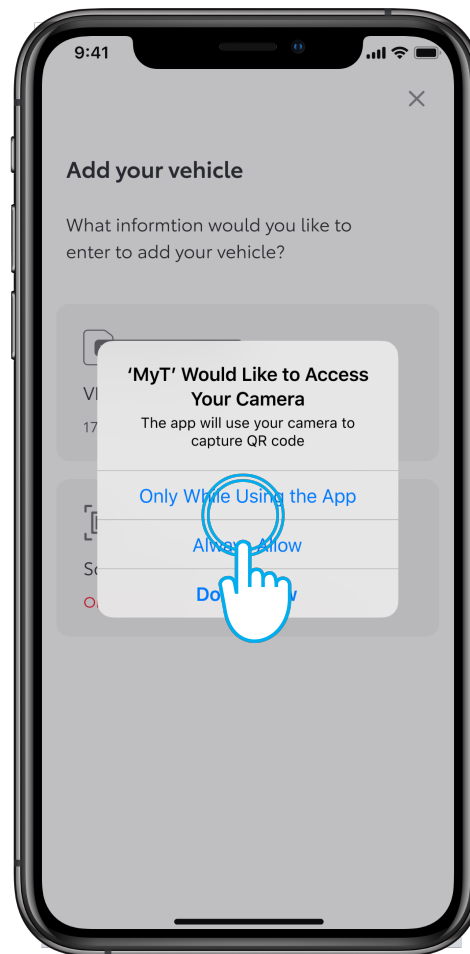 9:41
Add your vehicle
What informtion would you like to
enter to add your vehicle?
'MyT' Would Like to Access
Your Camera
The app will use your camera to
capture QR code
Only While Using the App
Always Allow